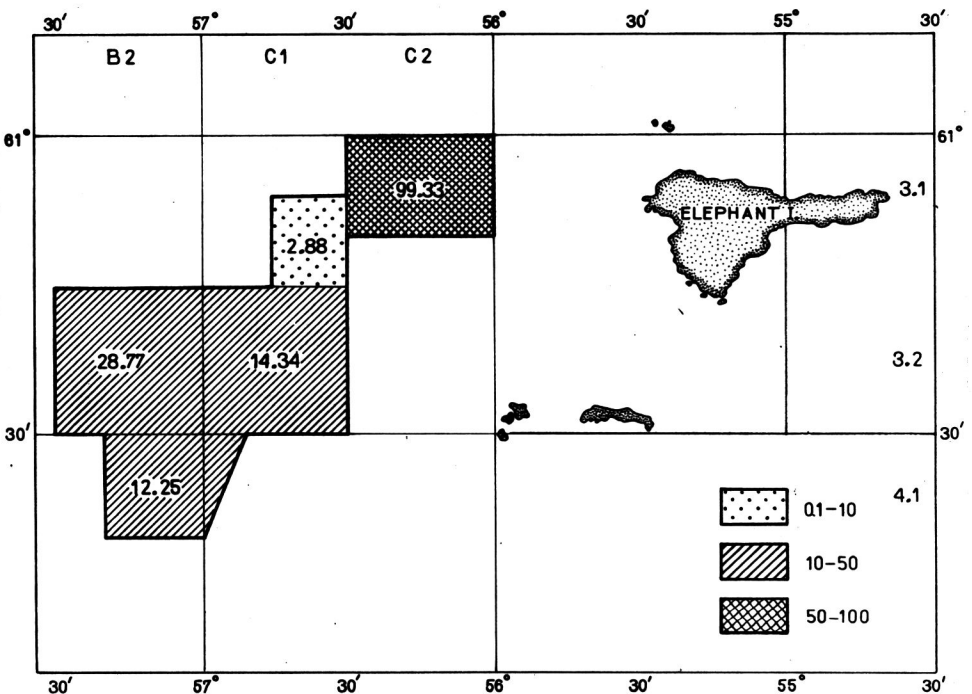 30′ 57° 30′ 56° 30′ 55° 30′
B2 C1 C2
61° 61°
99.33 3.1
ELEPHANT I.
2.88
28.77 14.34 3.2
30′ 30′
12.25 4.1
0.1–10
10–50
50–100
30′ 57° 30′ 56° 30′ 55° 30′